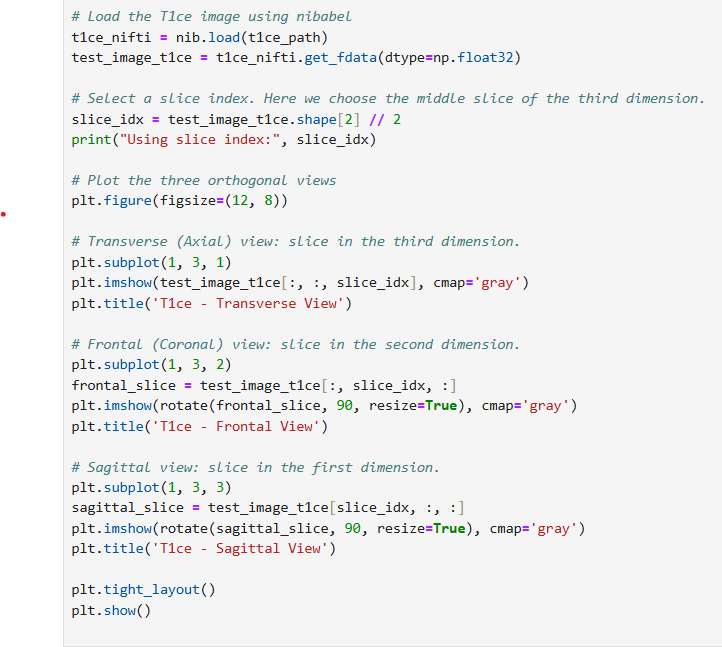 # Load the T1ce image using nibabel
t1ce_nifti = nib.load(t1ce_path)
test_image_t1ce = t1ce_nifti.get_fdata(dtype=np.float32)
# Select a slice index. Here we choose the middle slice of the third dimension.
slice_idx = test_image_t1ce.shape[2] // 2
print("Using slice index:", slice_idx)
# Plot the three orthogonal views
plt.figure(figsize=(12, 8))
# Transverse (Axial) view: slice in the third dimension.
plt.subplot(1, 3, 1)
plt.imshow(test_image_t1ce[:, :, slice_idx], cmap='gray')
plt.title('T1ce - Transverse View')
# Frontal (Coronal) view: slice in the second dimension.
plt.subplot(1, 3, 2)
frontal_slice = test_image_t1ce[:, slice_idx, :]
plt.imshow(rotate(frontal_slice, 90, resize=True), cmap='gray')
plt.title('T1ce - Frontal View')
# Sagittal view: slice in the first dimension.
plt.subplot(1, 3, 3)
sagittal_slice = test_image_t1ce[slice_idx, :, :]
plt.imshow(rotate(sagittal_slice, 90, resize=True), cmap='gray')
plt.title('T1ce - Sagittal View')
plt.tight_layout()
plt.show()